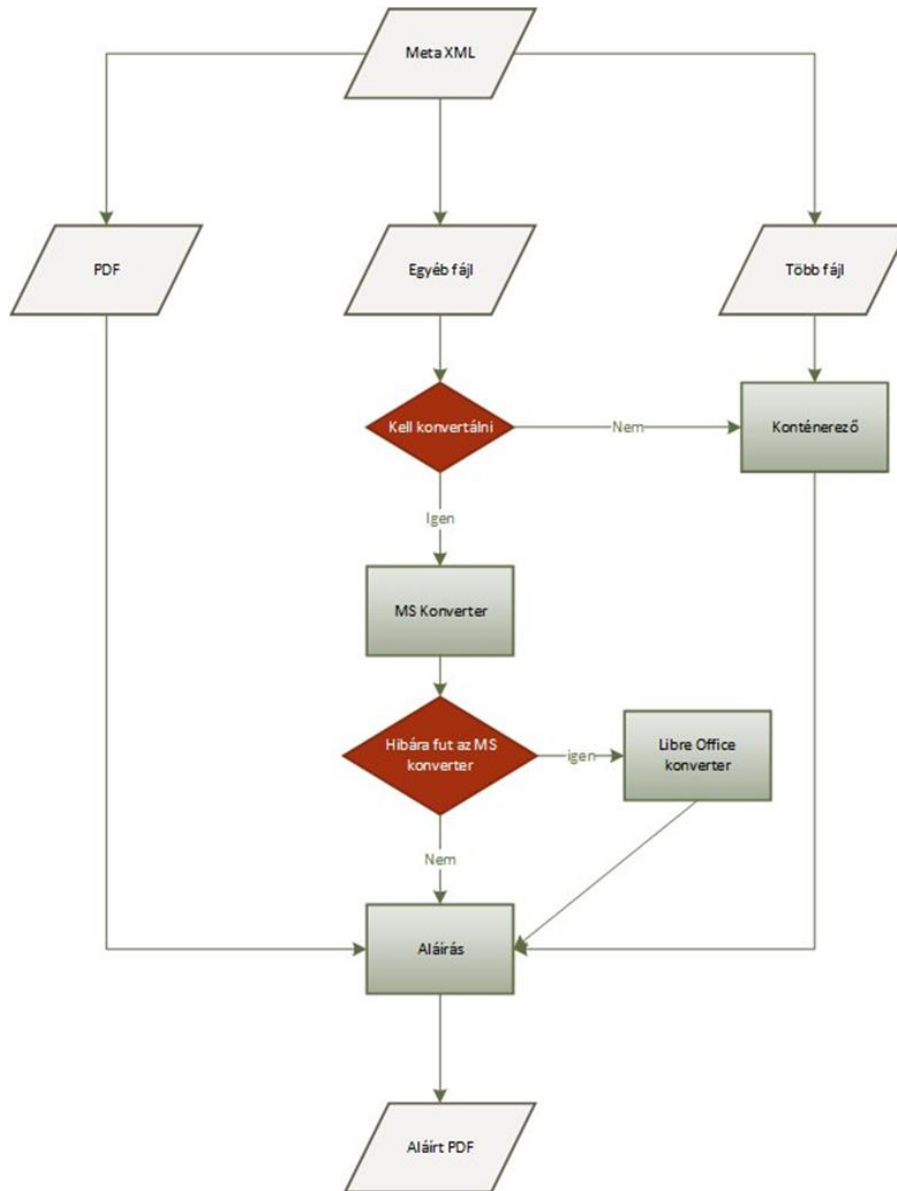 Meta XML
PDF
Egyéb fájl
Több fájl
Kell konvertálni
Nem
Konténerező
Igen
MS Konverter
Hibára fut az MS
konverter
igen
Libre Office
konverter
Nem
Aláírás
Aláírt PDF